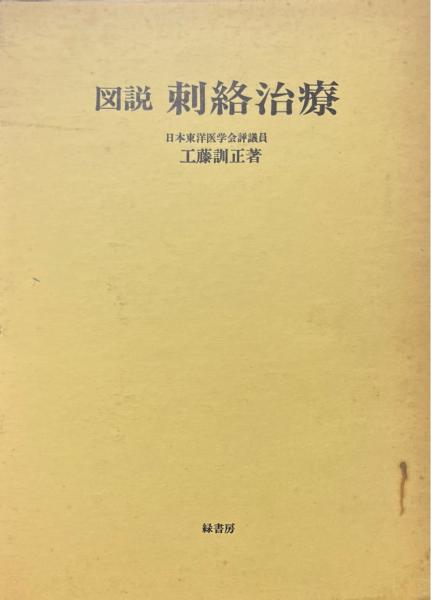 図説 刺絡治療
日本東洋医学会評議員
工藤訓正著
緑書房